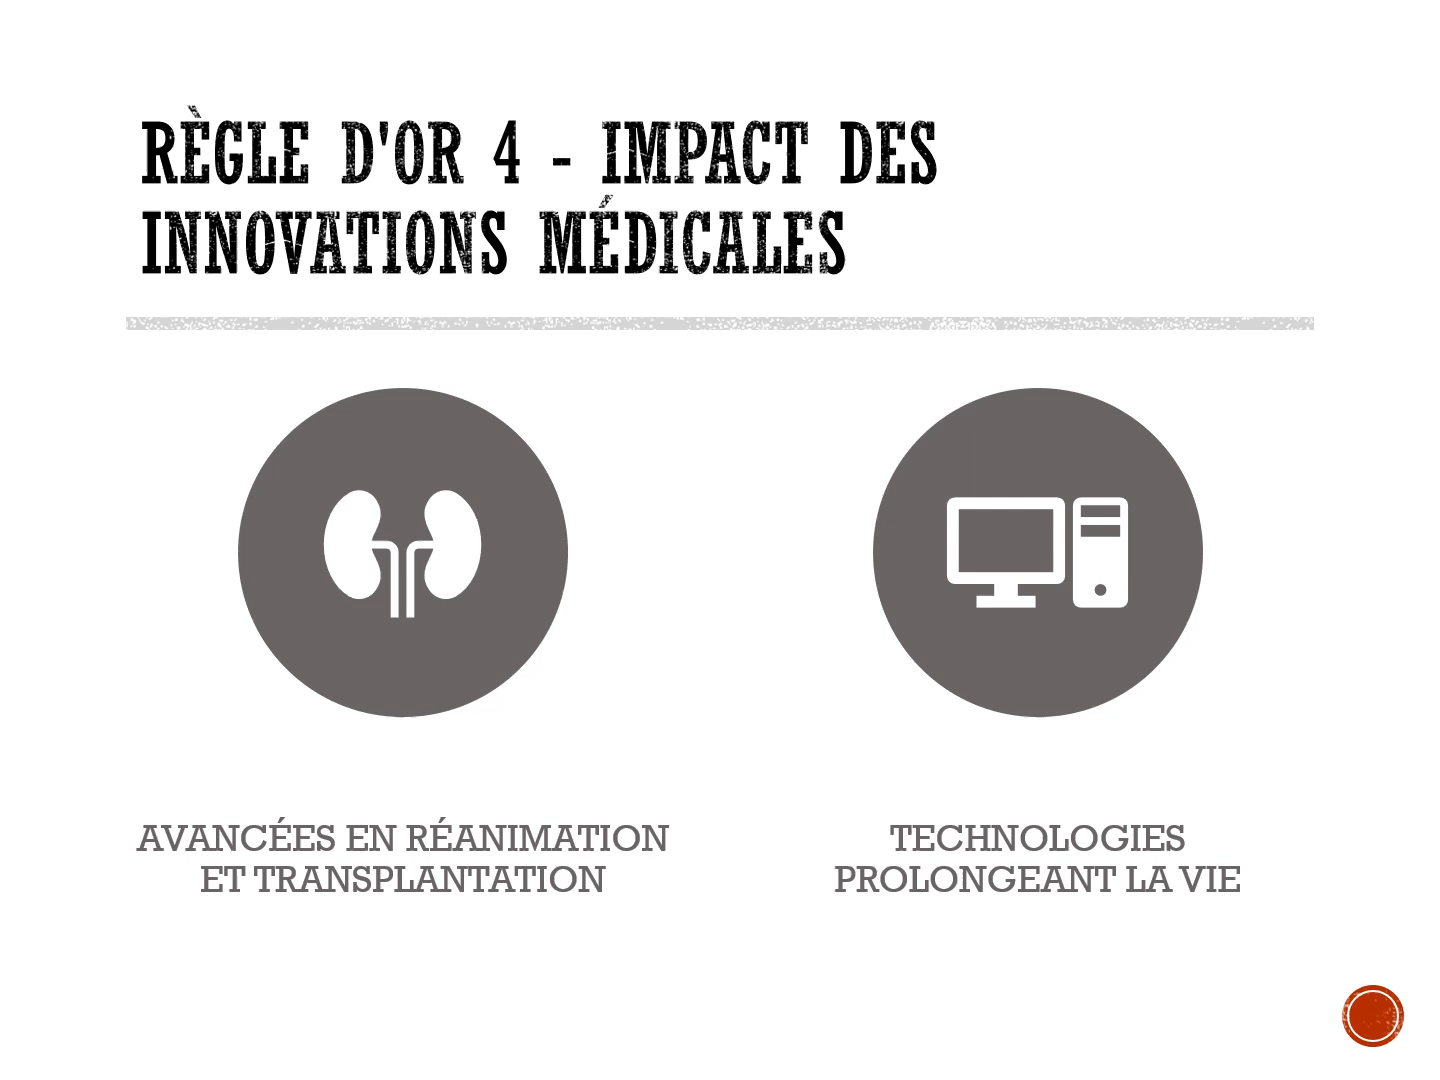 RÈGLE D'OR 4 - IMPACT DES
INNOVATIONS MÉDICALES
AVANCÉES EN RÉANIMATION
ET TRANSPLANTATION
TECHNOLOGIES
PROLONGEANT LA VIE